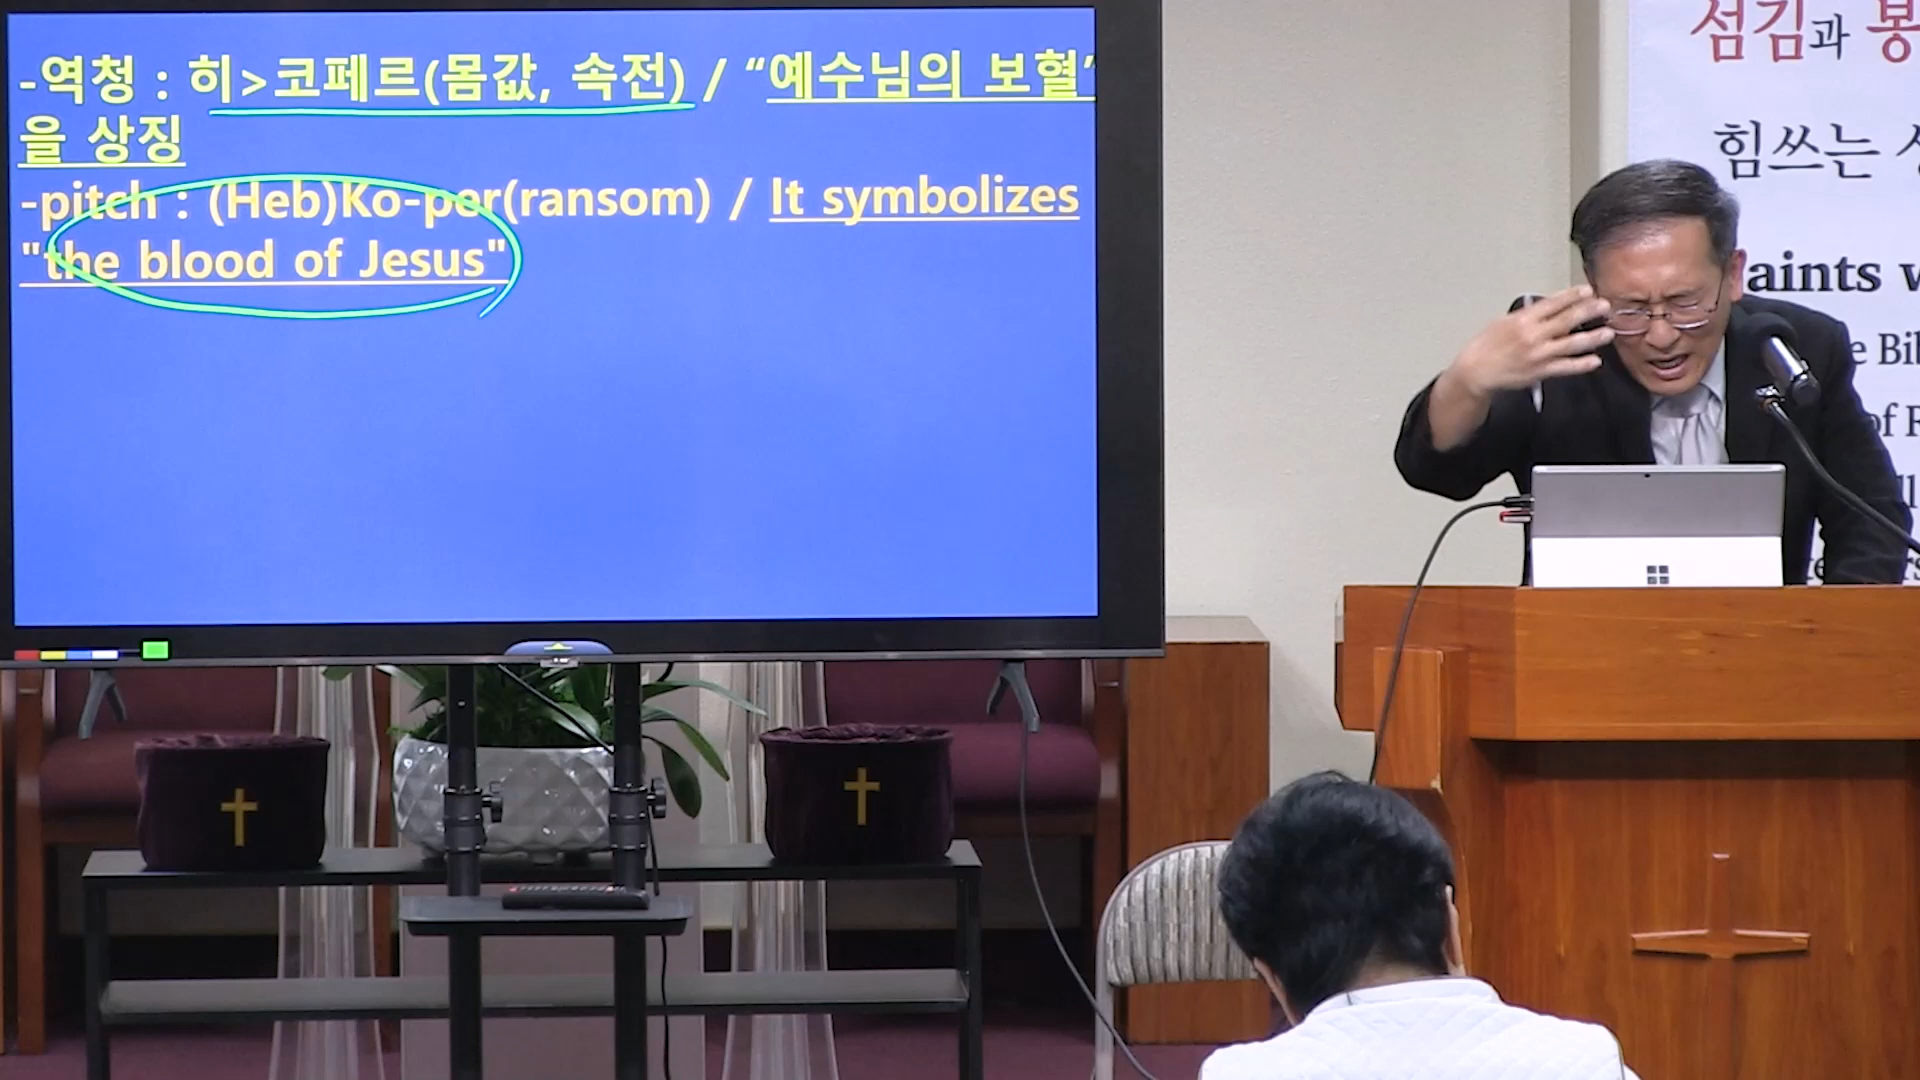 -역청 : 히>코페르(몸값, 속전) / “예수님의 보혈”
을 상징
-pitch : (Heb)Ko-per(ransom) / It symbolizes
"the blood of Jesus"
섬김과
힘쓰는
aints
of